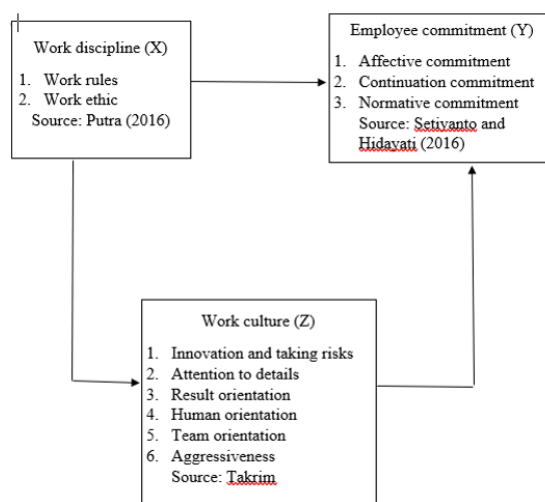 Work discipline (X)
1. Work rules
2. Work ethic
Source: Putra (2016)
Employee commitment (Y)
1. Affective commitment
2. Continuation commitment
3. Normative commitment
Source: Setiyanto and
Hidayati (2016)
Work culture (Z)
1. Innovation and taking risks
2. Attention to details
3. Result orientation
4. Human orientation
5. Team orientation
6. Aggressiveness
Source: Takrim